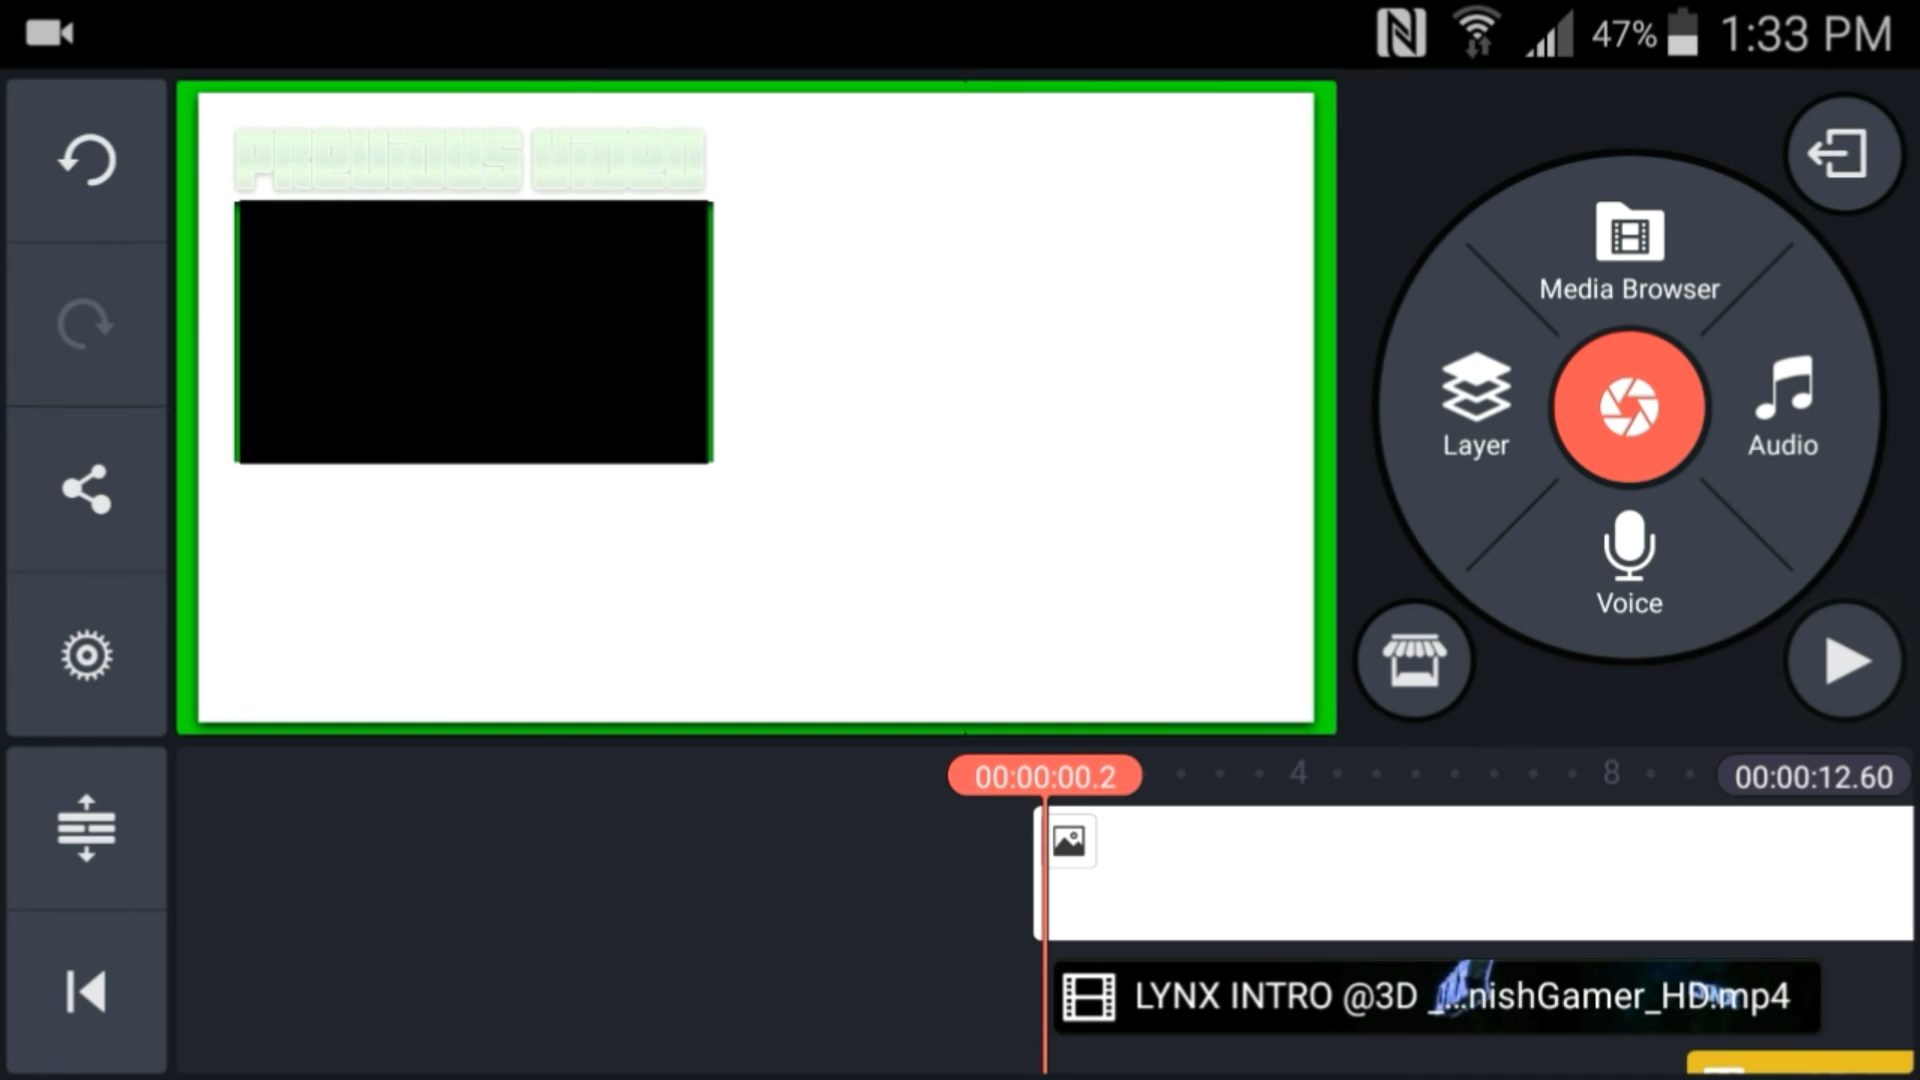 47% 1:33 PM
PREVIOUS VIDEO
Media Browser
Layer
Audio
Voice
00:00:00.2
4
8
00:00:12.60
LYNX INTRO @3D _...nishGamer_HD.mp4